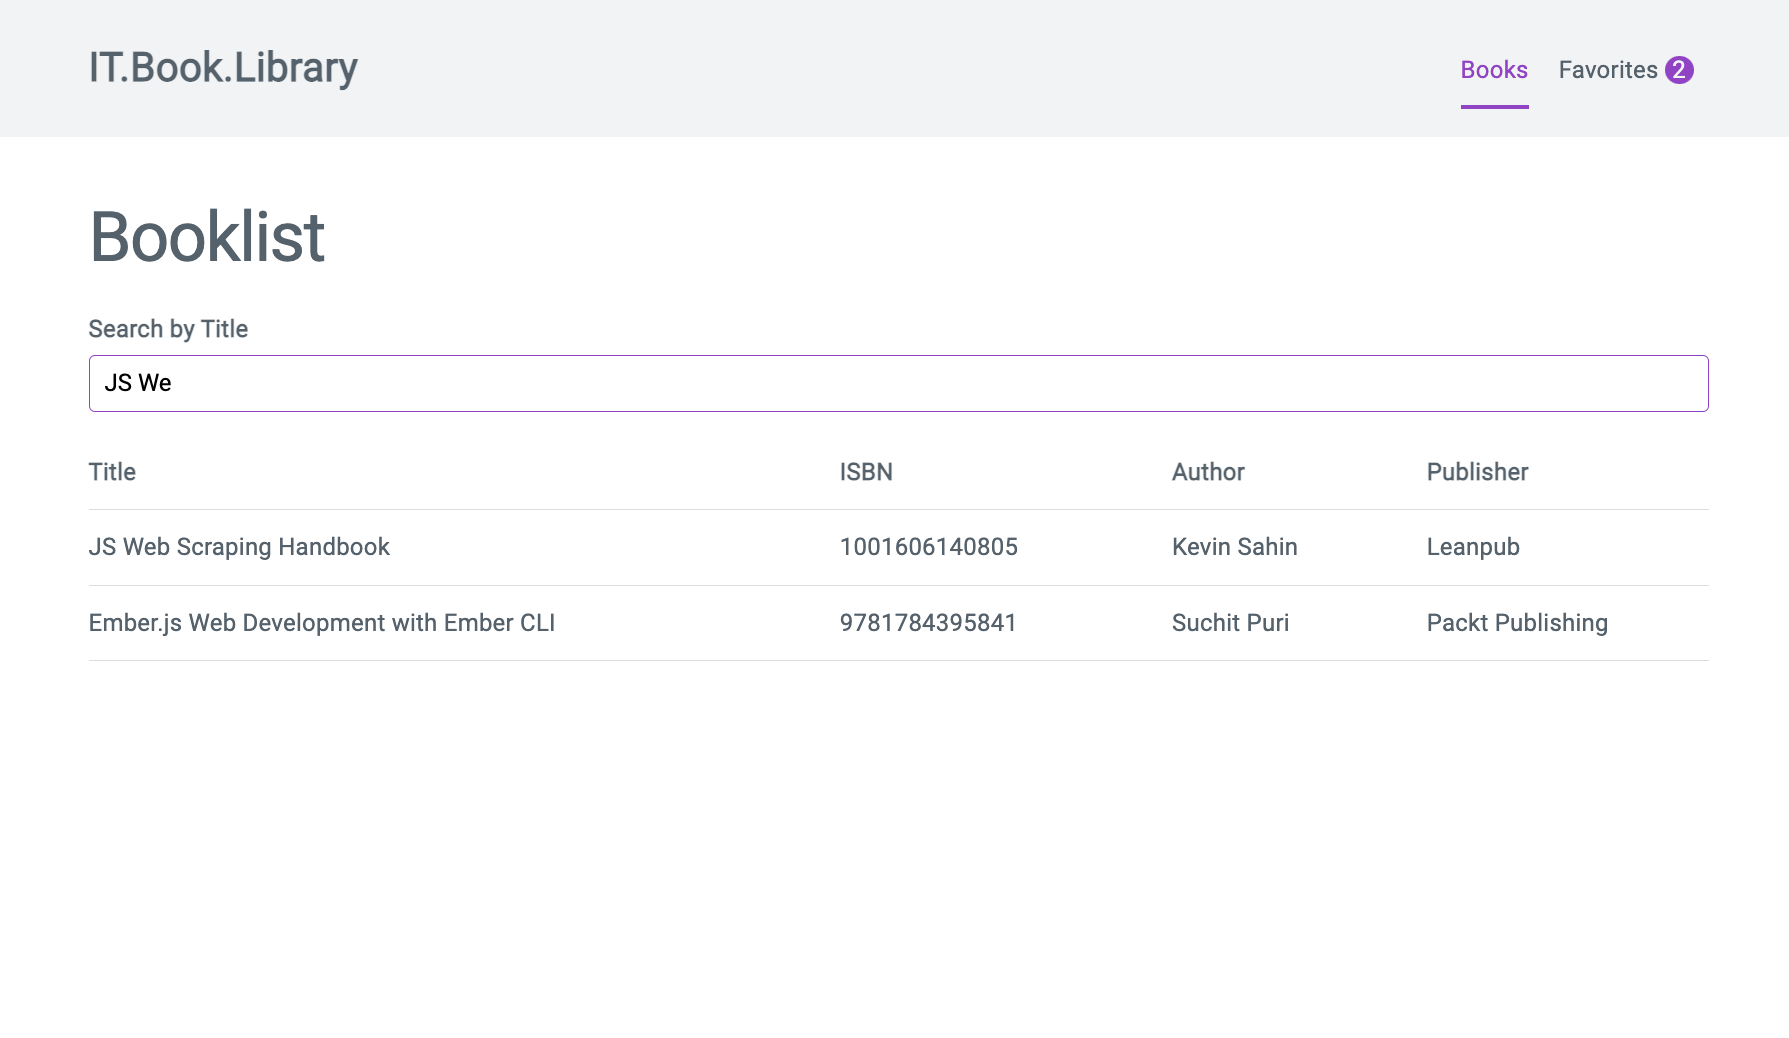 IT.Book.Library
Books Favorites 2
Booklist
Search by Title
JS We
Title ISBN Author Publisher
JS Web Scraping Handbook 1001606140805 Kevin Sahin Leanpub
Ember.js Web Development with Ember CLI 9781784395841 Suchit Puri Packt Publishing